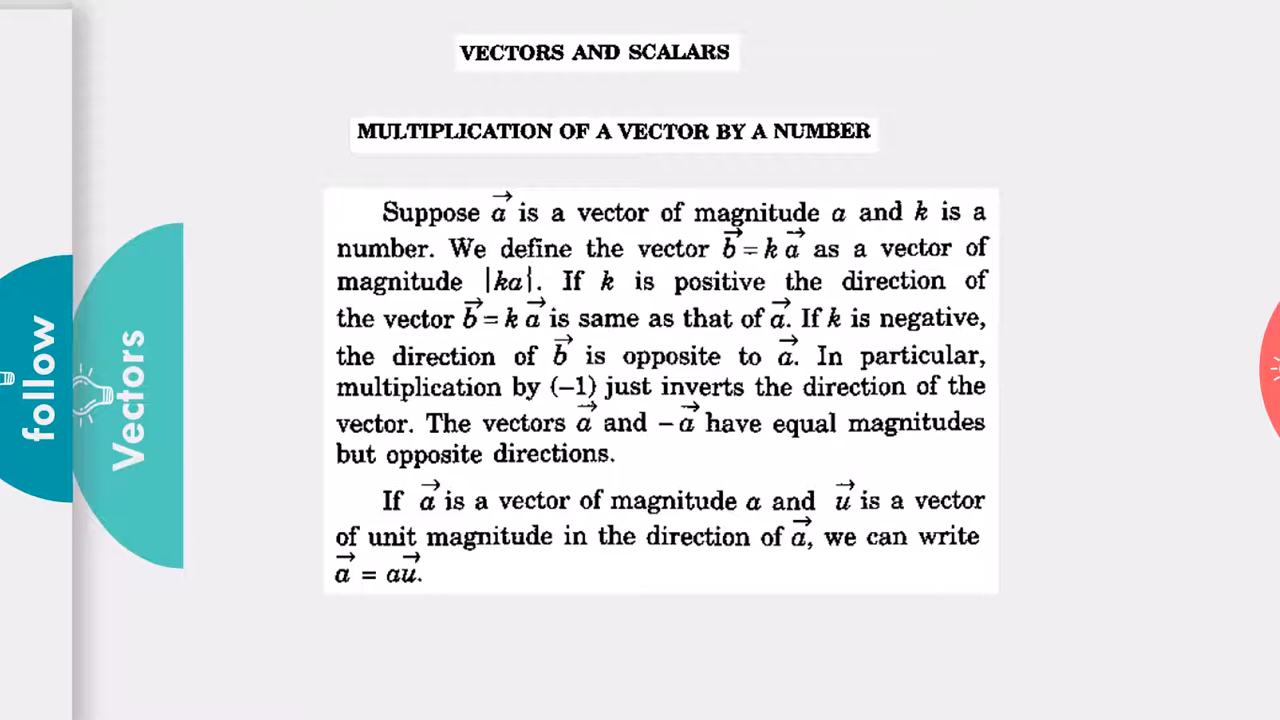 VECTORS AND SCALARS
MULTIPLICATION OF A VECTOR BY A NUMBER
Suppose a⃗ is a vector of magnitude a and k is a
number. We define the vector b⃗ = k a⃗ as a vector of
magnitude |ka|. If k is positive the direction of
the vector b⃗ = k a⃗ is same as that of a⃗. If k is negative,
the direction of b⃗ is opposite to a⃗. In particular,
multiplication by (−1) just inverts the direction of the
vector. The vectors a⃗ and −a⃗ have equal magnitudes
but opposite directions.
If a⃗ is a vector of magnitude a and u⃗ is a vector
of unit magnitude in the direction of a⃗, we can write
a⃗ = au⃗.
follow
Vectors